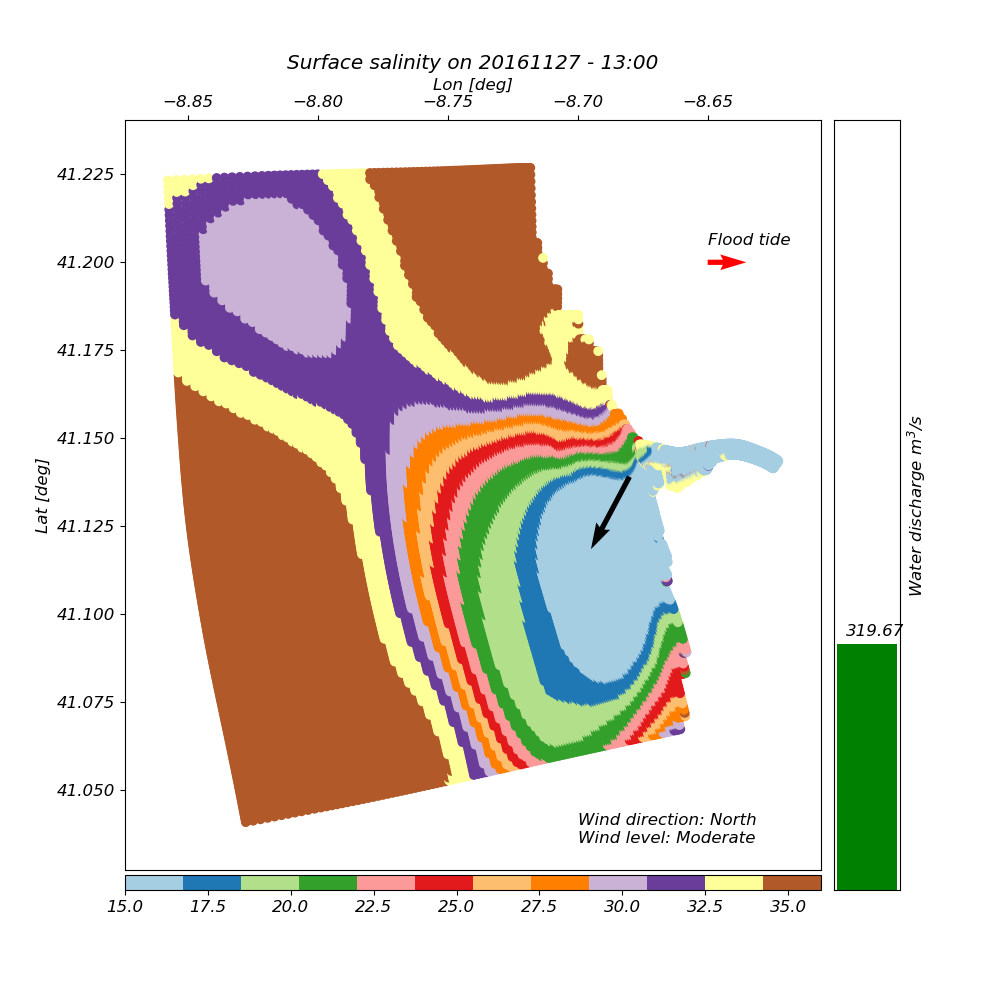 Surface salinity on 20161127 - 13:00
Lon [deg]
−8.85 −8.80 −8.75 −8.70 −8.65
41.225
41.200
41.175
41.150
41.125
41.100
41.075
41.050
Lat [deg]
Flood tide
Wind direction: North
Wind level: Moderate
319.67
Water discharge m³/s
15.0 17.5 20.0 22.5 25.0 27.5 30.0 32.5 35.0